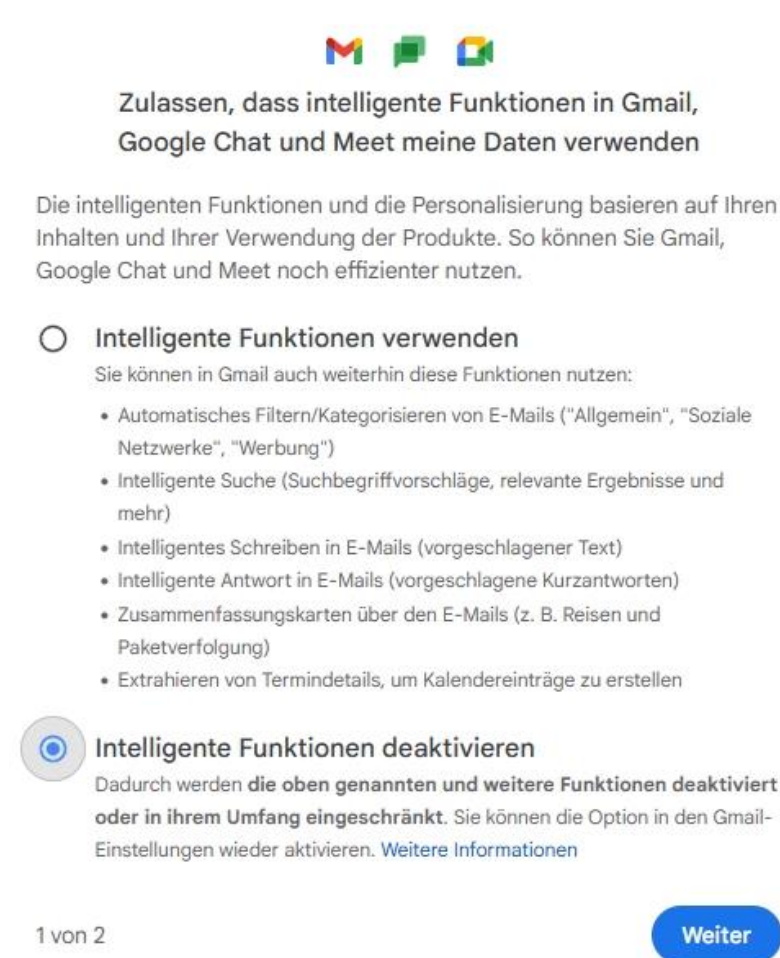 Zulassen, dass intelligente Funktionen in Gmail,
Google Chat und Meet meine Daten verwenden
Die intelligenten Funktionen und die Personalisierung basieren auf Ihren
Inhalten und Ihrer Verwendung der Produkte. So können Sie Gmail,
Google Chat und Meet noch effizienter nutzen.
Intelligente Funktionen verwenden
Sie können in Gmail auch weiterhin diese Funktionen nutzen:
• Automatisches Filtern/Kategorisieren von E-Mails ("Allgemein", "Soziale
Netzwerke", "Werbung")
• Intelligente Suche (Suchbegriffvorschläge, relevante Ergebnisse und
mehr)
• Intelligentes Schreiben in E-Mails (vorgeschlagener Text)
• Intelligente Antwort in E-Mails (vorgeschlagene Kurzantworten)
• Zusammenfassungskarten über den E-Mails (z. B. Reisen und
Paketverfolgung)
• Extrahieren von Termindetails, um Kalendereinträge zu erstellen
Intelligente Funktionen deaktivieren
Dadurch werden die oben genannten und weitere Funktionen deaktiviert
oder in ihrem Umfang eingeschränkt. Sie können die Option in den Gmail-
Einstellungen wieder aktivieren. Weitere Informationen
1 von 2
Weiter